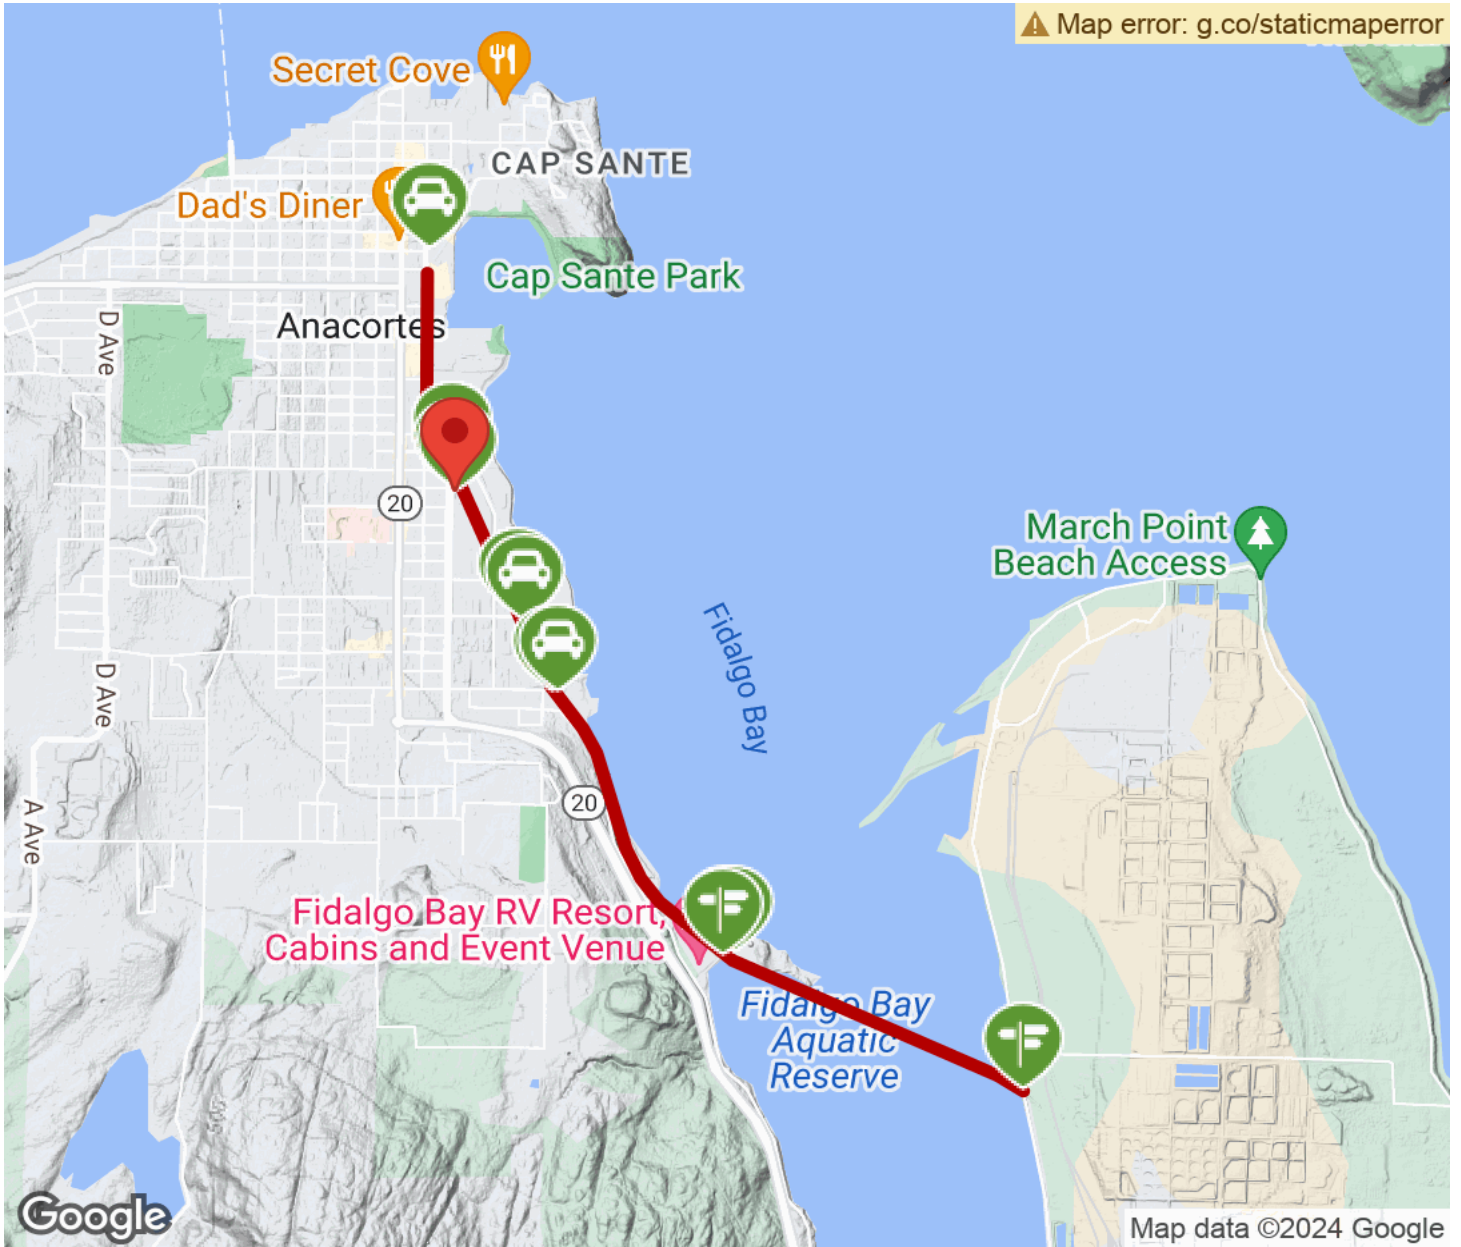 Map error: g.co/staticmaperror
Secret Cove
CAP SANTE
Dad's Diner
Cap Sante Park
Anacortes
D Ave
20
March Point
Beach Access
Fidalgo Bay
D Ave
20
A Ave
Fidalgo Bay RV Resort,
Cabins and Event Venue
Fidalgo Bay
Aquatic
Reserve
Google
Map data ©2024 Google